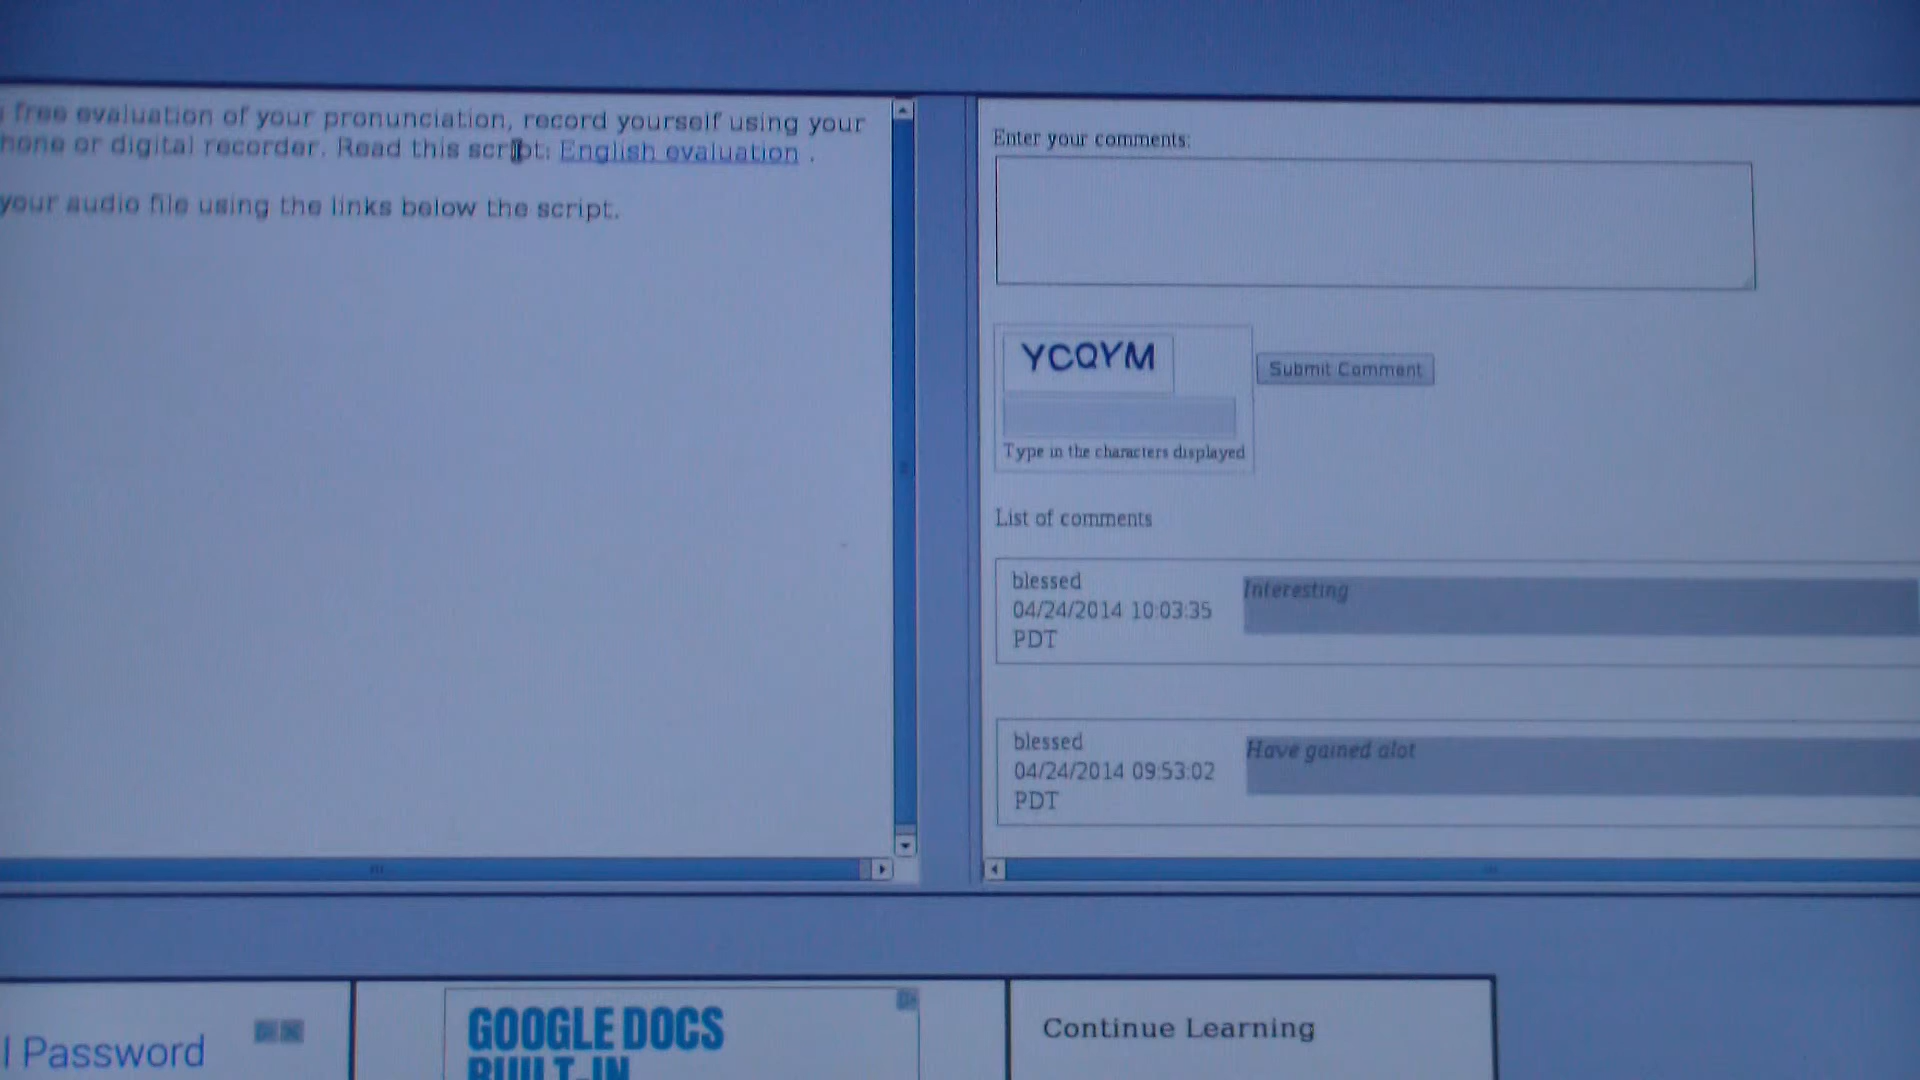 free evaluation of your pronunciation, record yourself using your
hone or digital recorder. Read this script: English evaluation .
your audio file using the links below the script.
Enter your comments:
YCQYM
Submit Comment
Type in the characters displayed
List of comments
blessed
04/24/2014 10:03:35
PDT
Interesting
blessed
04/24/2014 09:53:02
PDT
Have gained alot
l Password
GOOGLE DOCS
BUILT-IN
Continue Learning